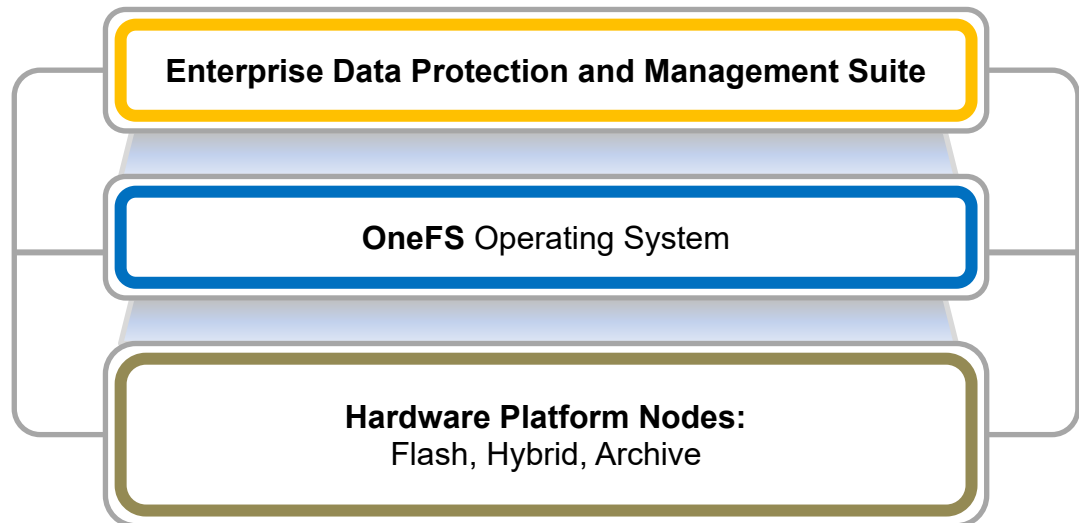 Enterprise Data Protection and Management Suite
OneFS Operating System
Hardware Platform Nodes:
Flash, Hybrid, Archive